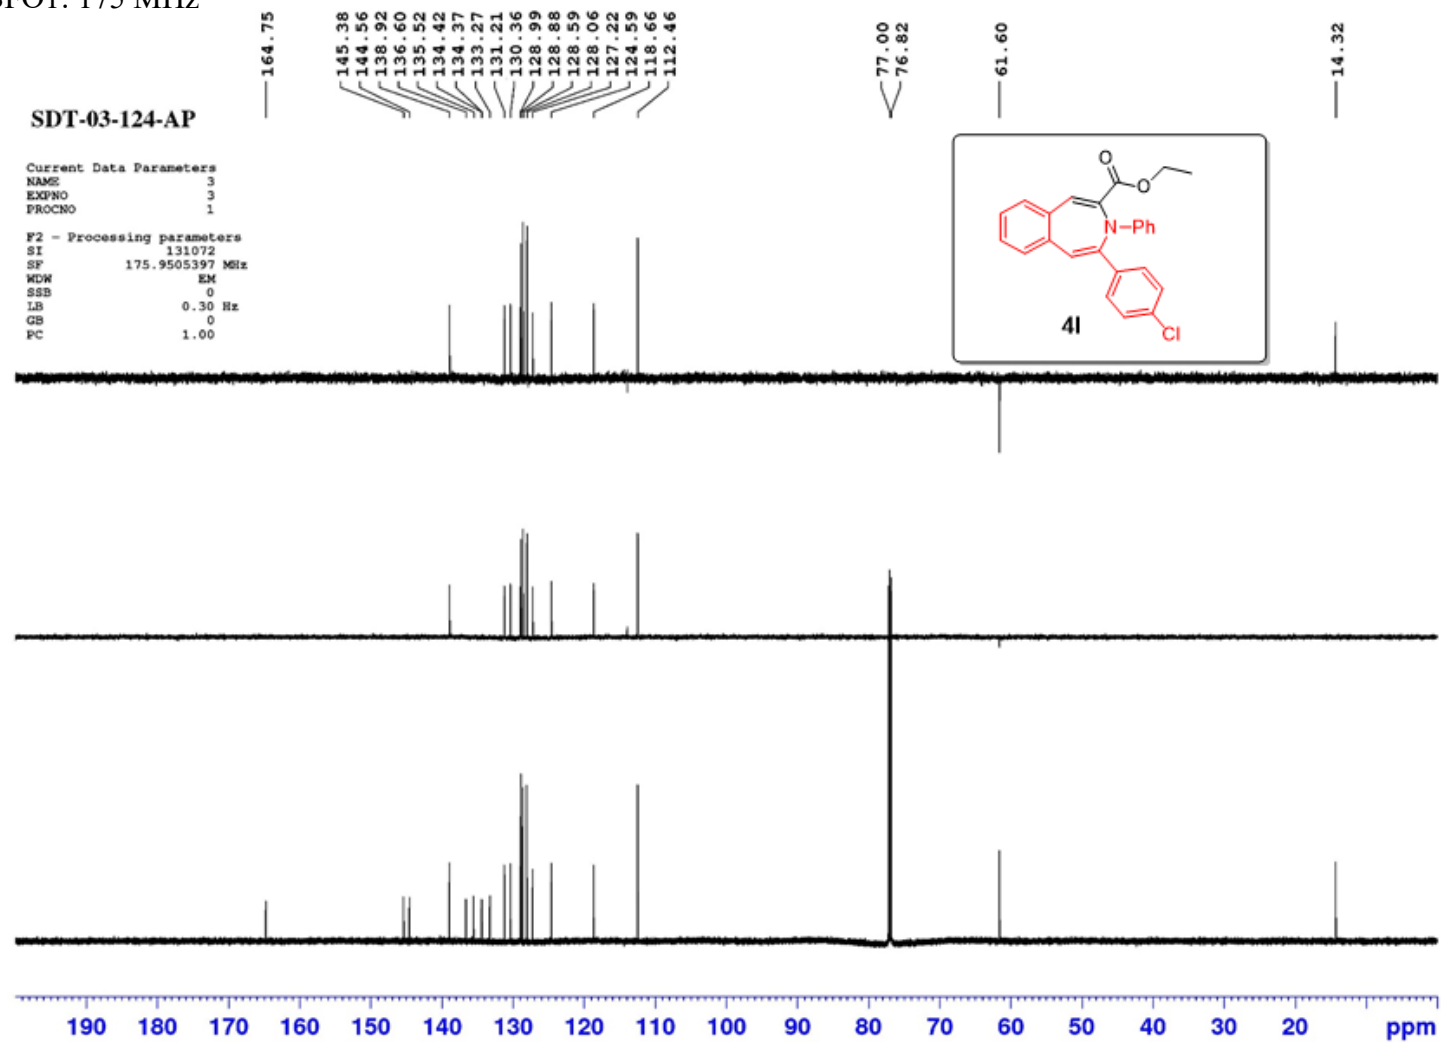 SFO1: 175 MHz
164.75
145.38
144.56
138.92
136.60
135.52
134.42
134.37
133.27
131.21
130.36
128.99
128.88
128.59
128.06
127.22
124.59
118.66
112.46
77.00
76.82
61.60
14.32
SDT-03-124-AP
Current Data Parameters
NAME 3
EXPNO 3
PROCNO 1
F2 - Processing parameters
SI 131072
SF 175.9505397 MHz
WDW EM
SSB 0
LB 0.30 Hz
GB 0
PC 1.00
O
O
N Ph
Cl
4l
190 180 170 160 150 140 130 120 110 100 90 80 70 60 50 40 30 20 ppm